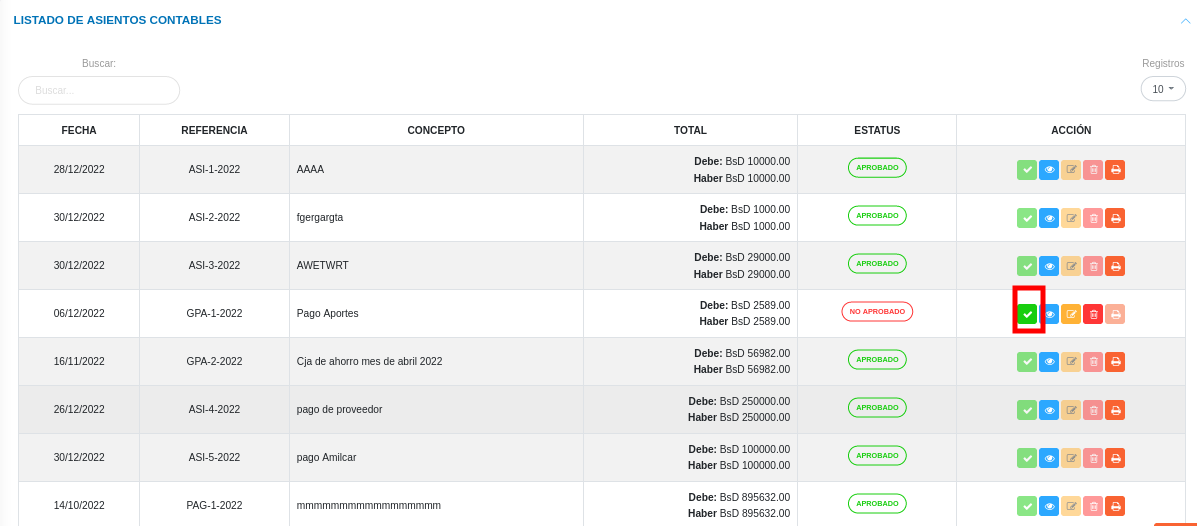 LISTADO DE ASIENTOS CONTABLES
Buscar:
Registros
Buscar...
10
FECHA REFERENCIA CONCEPTO TOTAL ESTATUS ACCIÓN
28/12/2022 ASI-1-2022 AAAA Debe: BsD 10000.00 APROBADO
Haber BsD 10000.00
30/12/2022 ASI-2-2022 fgergargta Debe: BsD 1000.00 APROBADO
Haber BsD 1000.00
30/12/2022 ASI-3-2022 AWETWRT Debe: BsD 29000.00 APROBADO
Haber BsD 29000.00
06/12/2022 GPA-1-2022 Pago Aportes Debe: BsD 2589.00 NO APROBADO
Haber BsD 2589.00
16/11/2022 GPA-2-2022 Cja de ahorro mes de abril 2022 Debe: BsD 56982.00 APROBADO
Haber BsD 56982.00
26/12/2022 ASI-4-2022 pago de proveedor Debe: BsD 250000.00 APROBADO
Haber BsD 250000.00
30/12/2022 ASI-5-2022 pago Amilcar Debe: BsD 100000.00 APROBADO
Haber BsD 100000.00
14/10/2022 PAG-1-2022 mmmmmmmmmmmmmmmmm Debe: BsD 895632.00 APROBADO
Haber BsD 895632.00